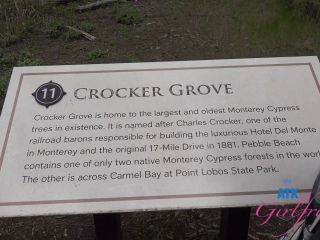 11 CROCKER GROVE
Crocker Grove is home to the largest and oldest Monterey Cypress
trees in existence. It is named after Charles Crocker, one of the
railroad barons responsible for building the luxurious Hotel Del Monte
in Monterey and the original 17-Mile Drive in 1881. Pebble Beach
contains one of only two native Monterey Cypress forests in the worl
The other is across Carmel Bay at Point Lobos State Park.
ATK
Girlfr